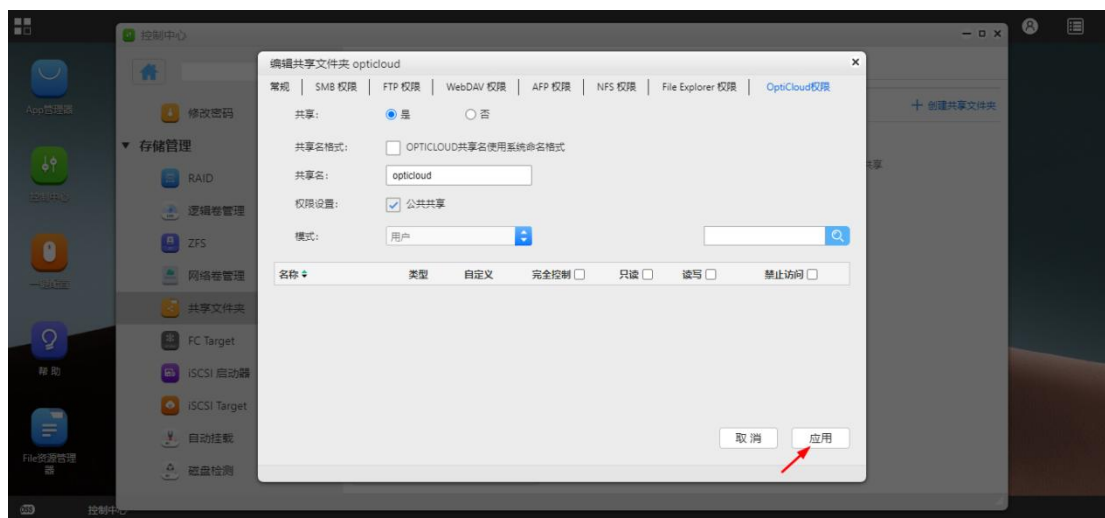 控制中心
编辑共享文件夹 opticloud
常规 SMB 权限 FTP 权限 WebDAV 权限 AFP 权限 NFS 权限 File Explorer 权限 OptiCloud权限
共享: 是 否
共享名格式: OPTICLOUD共享名使用系统命名格式
共享名: opticloud
权限设置: 公共共享
模式: 用户
名称 类型 自定义 完全控制 只读 读写 禁止访问
取 消 应用
创建共享文件夹
共享
修改密码
存储管理
RAID
逻辑卷管理
ZFS
网络卷管理
共享文件夹
FC Target
iSCSI 启动器
iSCSI Target
自动挂载
磁盘检测
App管理器
控制中心
一键配置
帮 助
File资源管理
器
控制中心